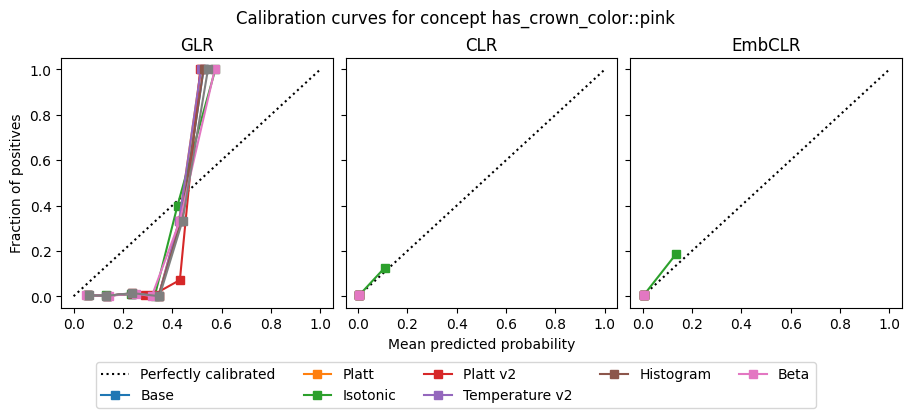 Calibration curves for concept has_crown_color::pink
GLR
CLR
EmbCLR
Fraction of positives
1.0
0.8
0.6
0.4
0.2
0.0
0.0 0.2 0.4 0.6 0.8 1.0
0.0 0.2 0.4 0.6 0.8 1.0
0.0 0.2 0.4 0.6 0.8 1.0
Mean predicted probability
Perfectly calibrated
Base
Platt
Isotonic
Platt v2
Temperature v2
Histogram
Beta